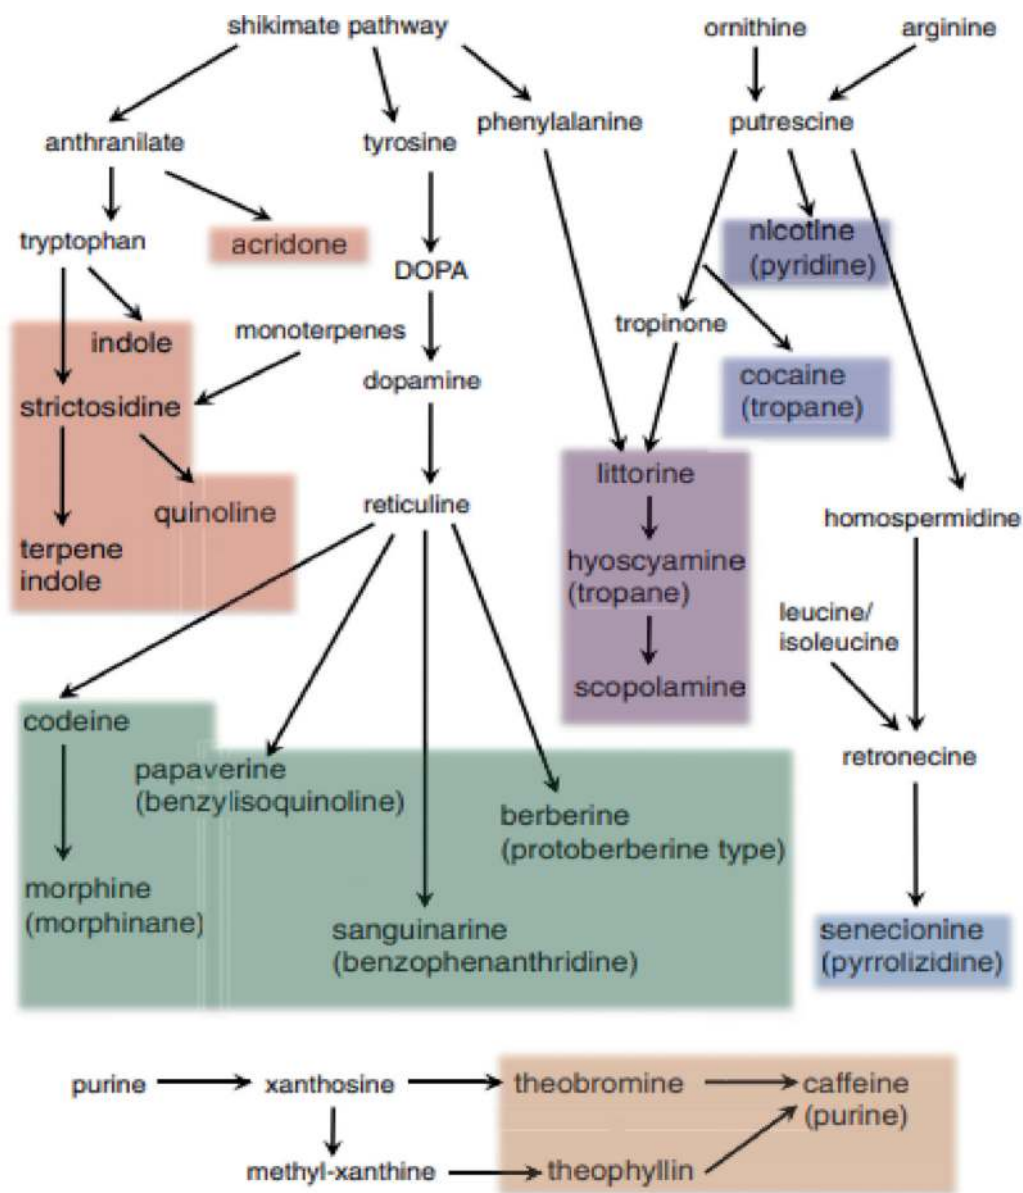 shikimate pathway
ornithine
arginine
anthranilate
tyrosine
phenylalanine
putrescine
tryptophan
acridone
DOPA
nicotine
(pyridine)
indole
monoterpenes
tropinone
strictosidine
dopamine
cocaine
(tropane)
quinoline
reticuline
littorine
homospermidine
terpene
indole
hyoscyamine
(tropane)
leucine/
isoleucine
scopolamine
codeine
papaverine
(benzylisoquinoline)
retronecine
berberine
(protoberberine type)
morphine
(morphinane)
sanguinarine
(benzophenanthridine)
senecionine
(pyrrolizidine)
purine
xanthosine
theobromine
caffeine
(purine)
methyl-xanthine
theophyllin